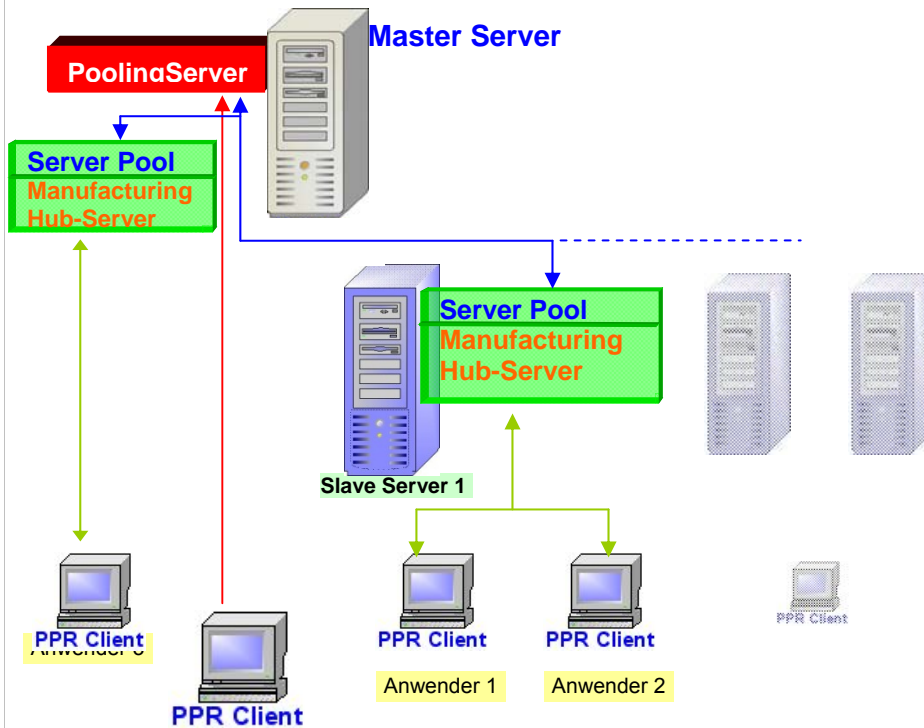 Master Server
PoolingServer
Server Pool
Manufacturing
Hub-Server
Server Pool
Manufacturing
Hub-Server
Slave Server 1
PPR Client
PPR Client
PPR Client
PPR Client
Anwender 1
Anwender 2
PPR Client